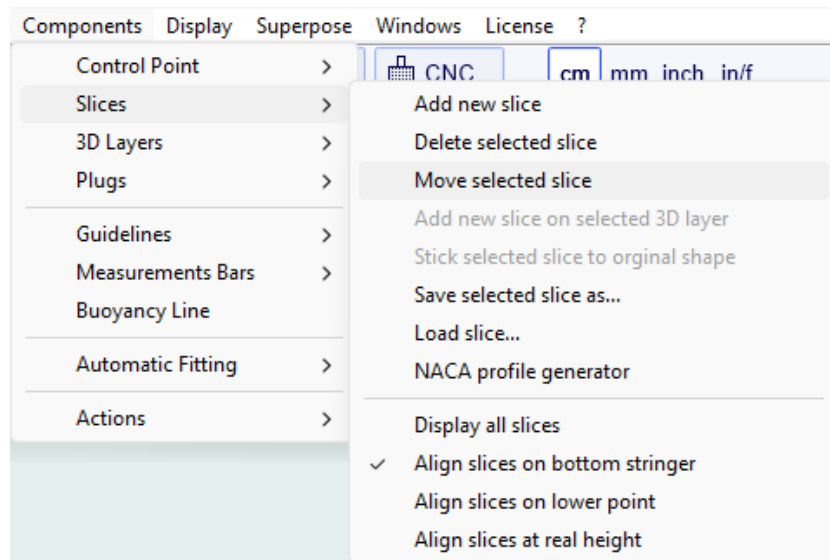 Components Display Superpose Windows License ?
Control Point
Slices
3D Layers
Plugs
Guidelines
Measurements Bars
Buoyancy Line
Automatic Fitting
Actions
CNC cm mm inch in/f
Add new slice
Delete selected slice
Move selected slice
Add new slice on selected 3D layer
Stick selected slice to orginal shape
Save selected slice as...
Load slice...
NACA profile generator
Display all slices
Align slices on bottom stringer
Align slices on lower point
Align slices at real height